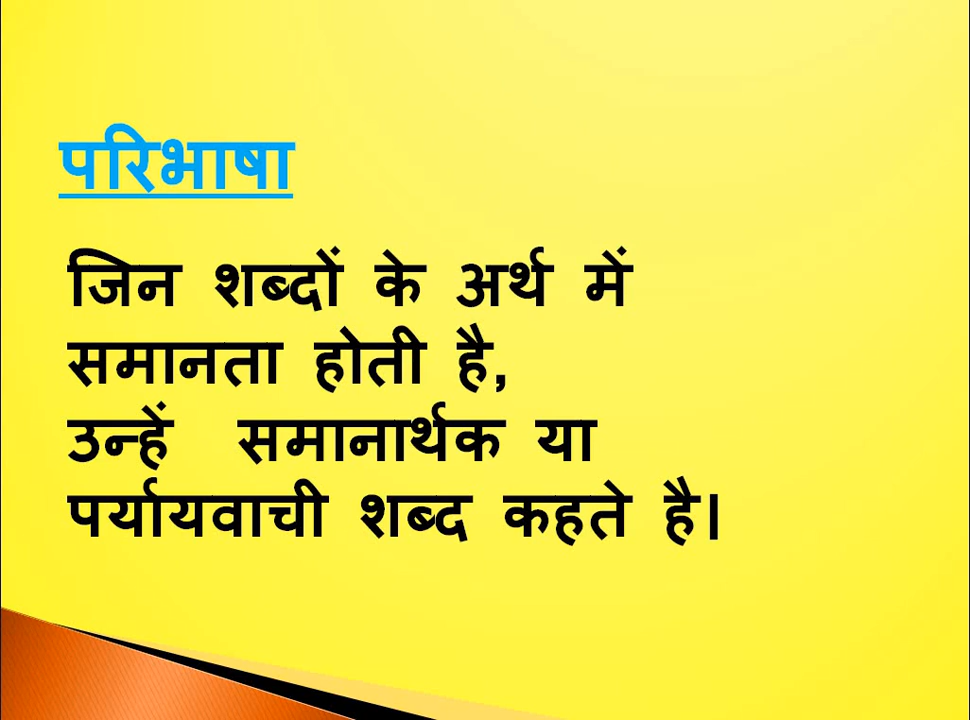 परिभाषा
जिन शब्दों के अर्थ में
समानता होती है,
उन्हें समानार्थक या
पर्यायवाची शब्द कहते है।